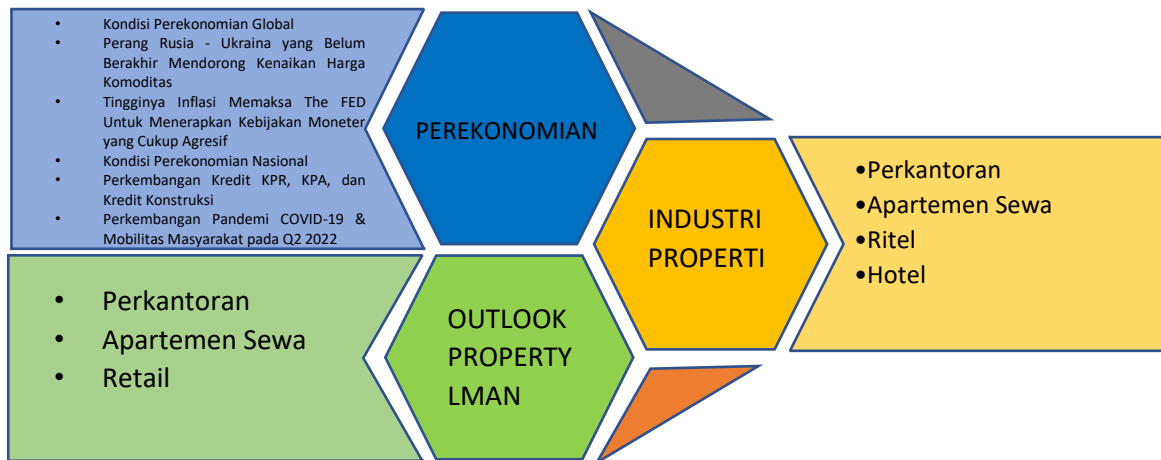 • Kondisi Perekonomian Global
• Perang Rusia - Ukraina yang Belum
Berakhir Mendorong Kenaikan Harga
Komoditas
• Tingginya Inflasi Memaksa The FED
Untuk Menerapkan Kebijakan Moneter
yang Cukup Agresif
• Kondisi Perekonomian Nasional
• Perkembangan Kredit KPR, KPA, dan
Kredit Konstruksi
• Perkembangan Pandemi COVID-19 &
Mobilitas Masyarakat pada Q2 2022
PEREKONOMIAN
INDUSTRI
PROPERTI
•Perkantoran
•Apartemen Sewa
•Ritel
•Hotel
• Perkantoran
• Apartemen Sewa
• Retail
OUTLOOK
PROPERTY
LMAN